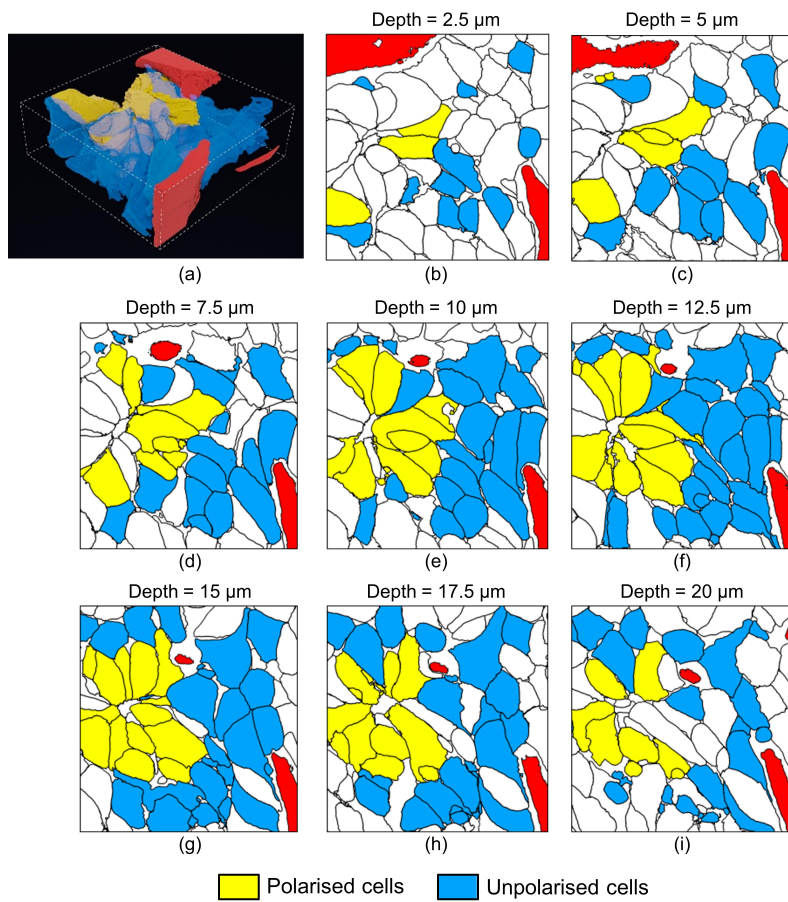 Depth = 2.5 μm
Depth = 5 μm
(a)
(b)
(c)
Depth = 7.5 μm
Depth = 10 μm
Depth = 12.5 μm
(d)
(e)
(f)
Depth = 15 μm
Depth = 17.5 μm
Depth = 20 μm
(g)
(h)
(i)
Polarised cells
Unpolarised cells